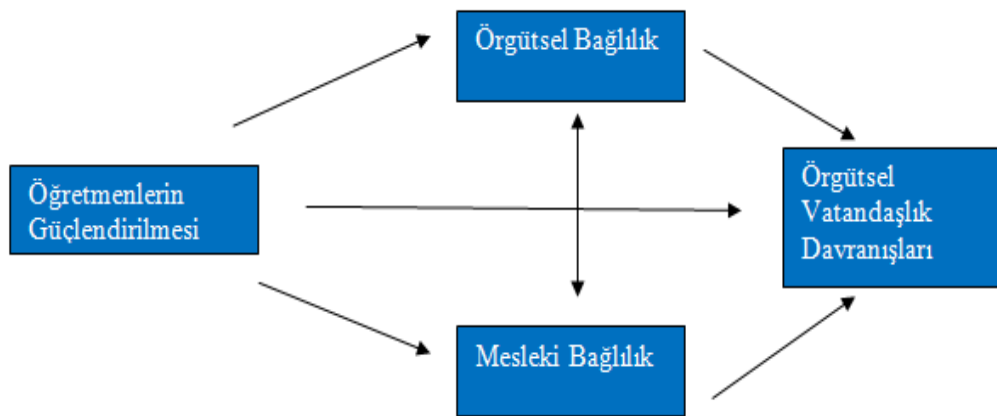 Örgütsel Bağlılık
Öğretmenlerin
Güçlendirilmesi
Örgütsel
Vatandaşlık
Davranışları
Mesleki Bağlılık